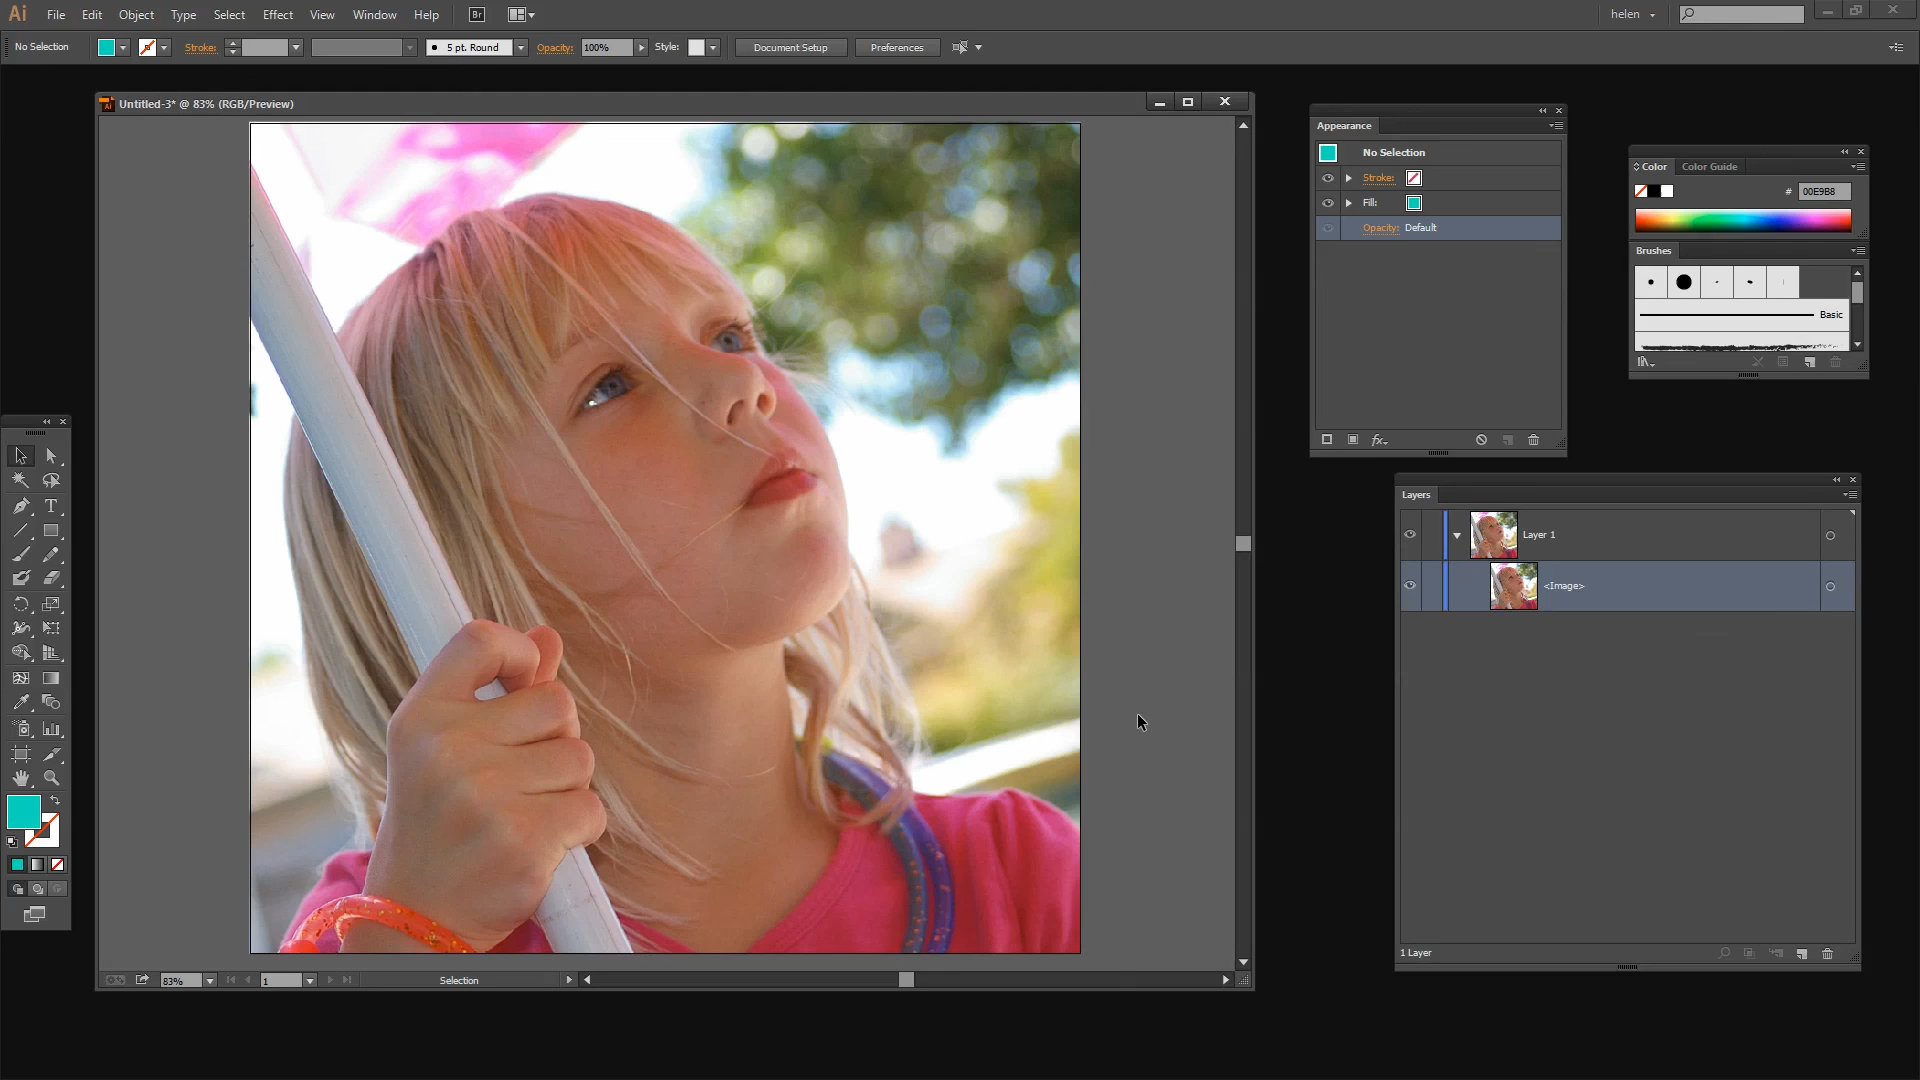 Ai File Edit Object Type Select Effect View Window Help Br helen
No Selection Stroke: 5 pt. Round Opacity: 100% Style: Document Setup Preferences
Untitled-3* @ 83% (RGB/Preview)
Appearance
No Selection
Stroke:
Fill:
Opacity: Default
fx
Color Color Guide
# 00E9B8
Brushes
Basic
Layers
Layer 1
<Image>
1 Layer
T
83% 1 Selection